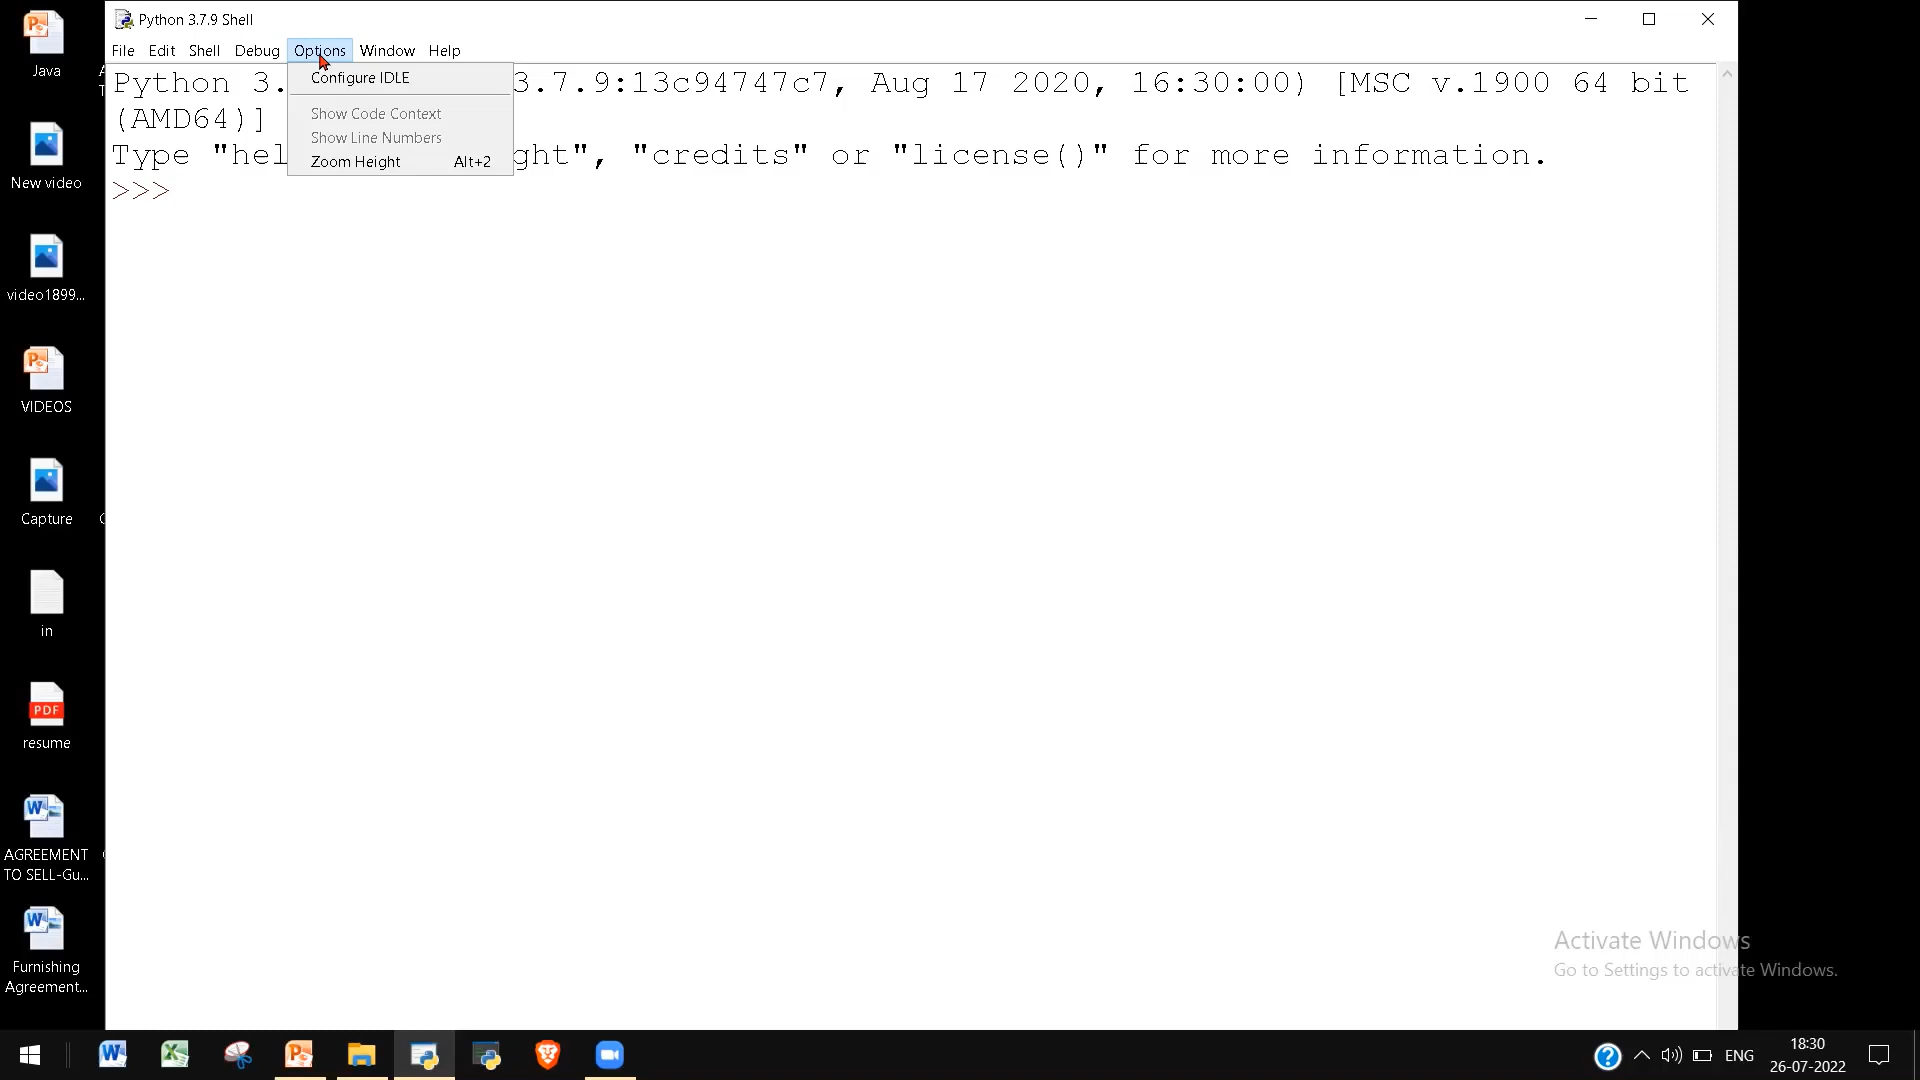 Python 3.7.9 Shell
File Edit Shell Debug Options Window Help
Python 3. 3.7.9:13c94747c7, Aug 17 2020, 16:30:00) [MSC v.1900 64 bit
(AMD64)]
Type "hel ght", "credits" or "license()" for more information.
>>>
Configure IDLE
Show Code Context
Show Line Numbers
Zoom Height Alt+2
Java
New video
video1899...
VIDEOS
Capture
in
PDF
resume
AGREEMENT
TO SELL-Gu...
Furnishing
Agreement...
Activate Windows
Go to Settings to activate Windows.
ENG
18:30
26-07-2022